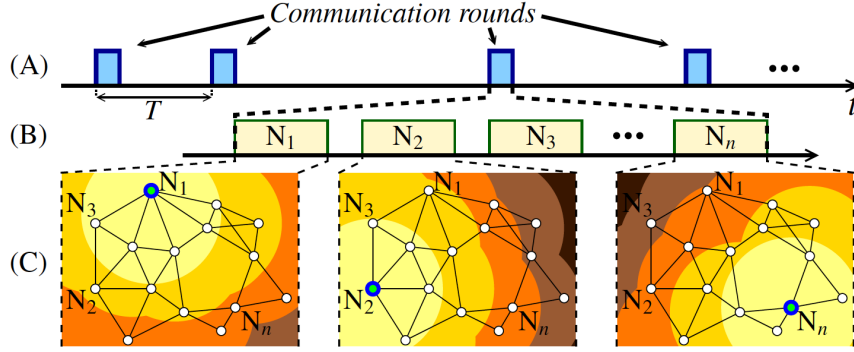 Communication rounds
(A)
•••
T
t
(B)
N₁ N₂ N₃ ••• Nₙ
(C)
N₁ N₃ N₂ Nₙ
N₁ N₃ N₂ Nₙ
N₁ N₃ N₂ Nₙ